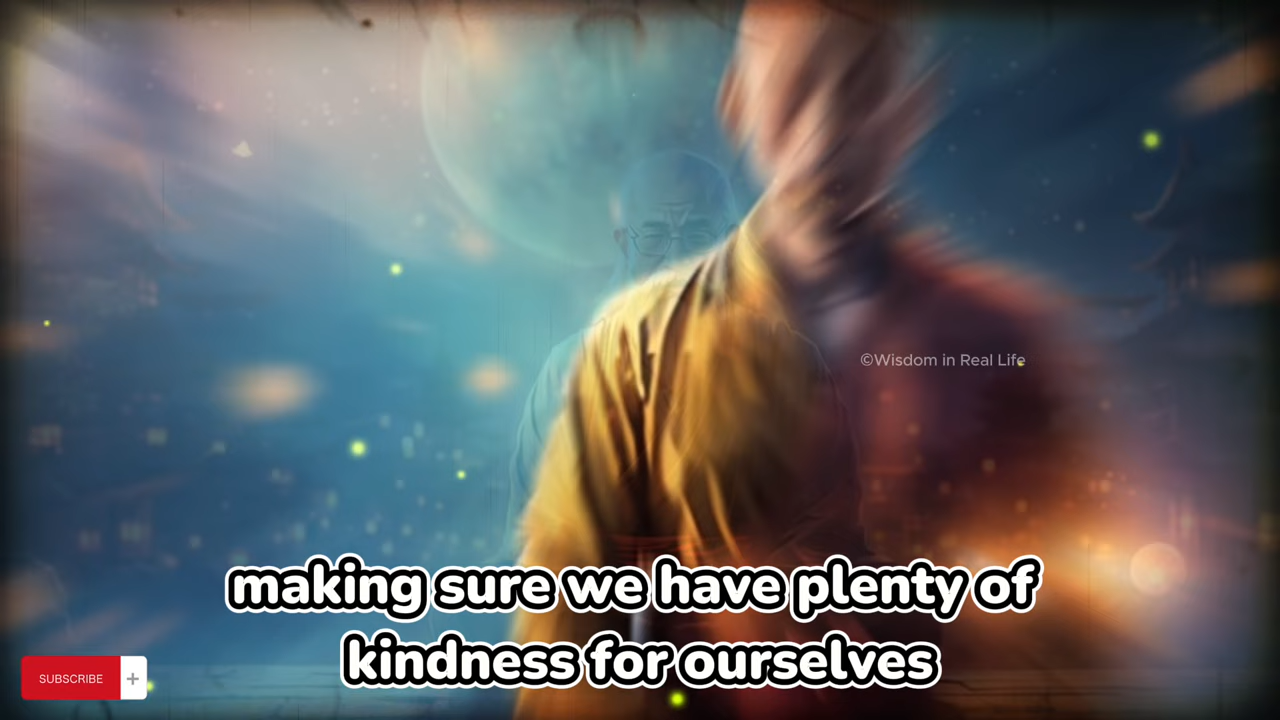 ©Wisdom in Real Life
making sure we have plenty of
kindness for ourselves
SUBSCRIBE +